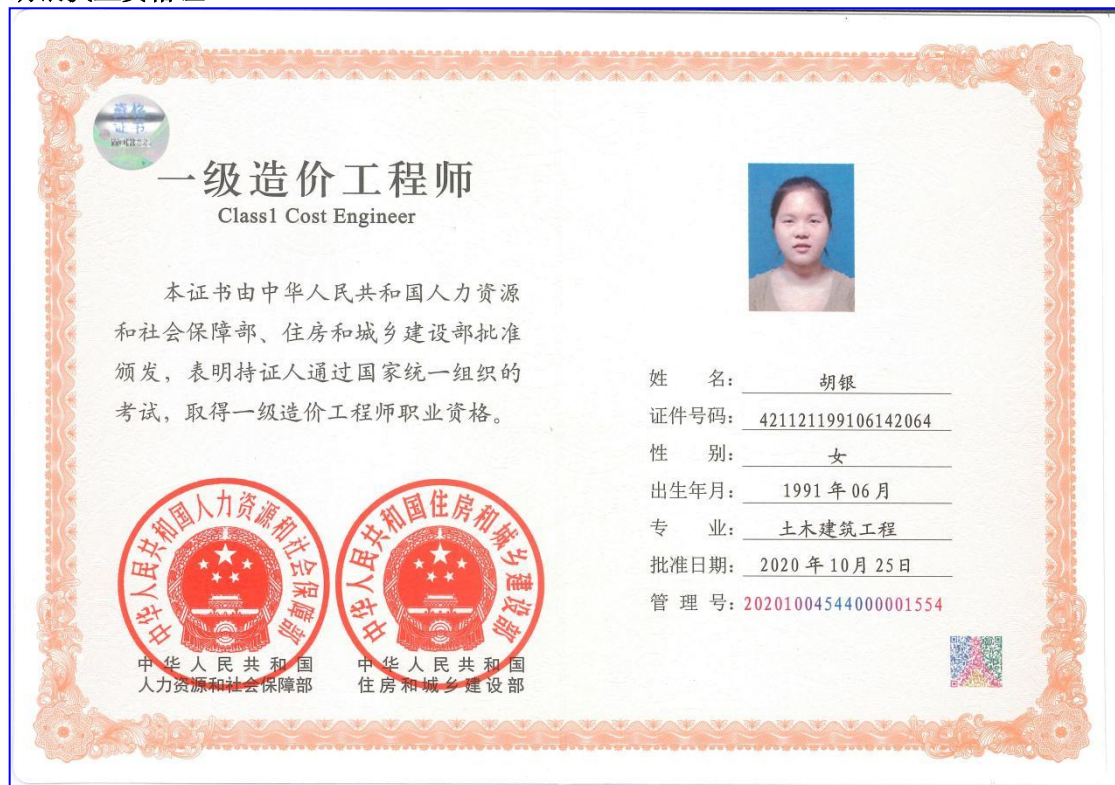 资格
证书
一级造价工程师
Class1 Cost Engineer
本证书由中华人民共和国人力资源
和社会保障部、住房和城乡建设部批准
颁发，表明持证人通过国家统一组织的
考试，取得一级造价工程师职业资格。
中华人民共和国人力资源和社会保障部
中华人民共和国
人力资源和社会保障部
中华人民共和国住房和城乡建设部
中华人民共和国
住房和城乡建设部
姓 名：胡银
证件号码：421121199106142064
性 别：女
出生年月：1991年06月
专 业：土木建筑工程
批准日期：2020年10月25日
管 理 号：20201004544000001554